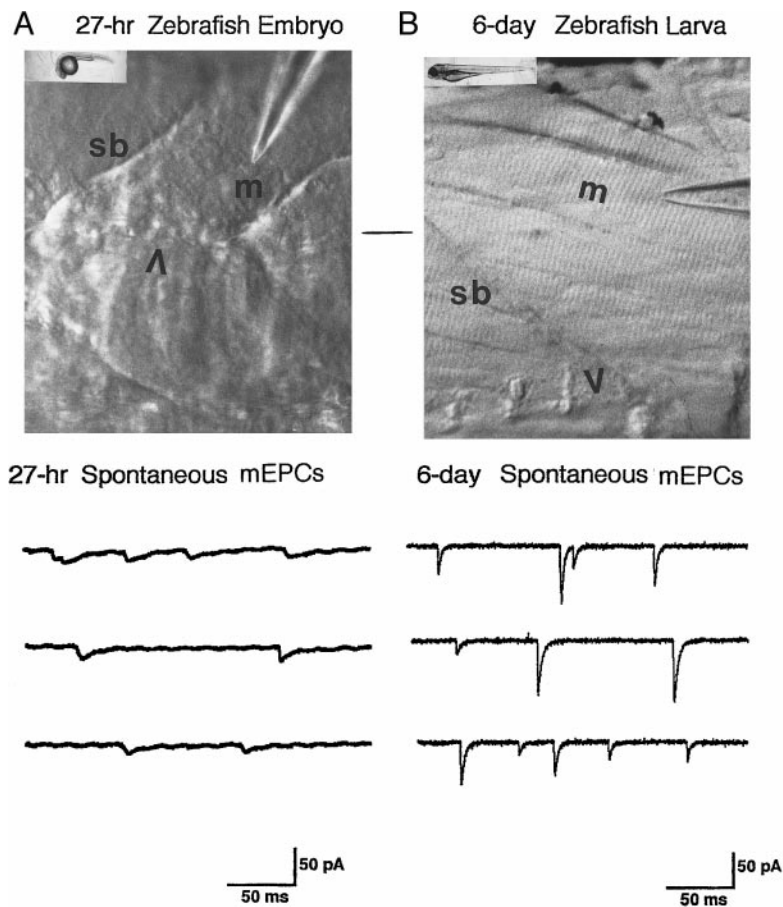 A 27-hr Zebrafish Embryo
B 6-day Zebrafish Larva
sb
m
V
m
sb
V
27-hr Spontaneous mEPCs
6-day Spontaneous mEPCs
50 pA
50 ms
50 pA
50 ms